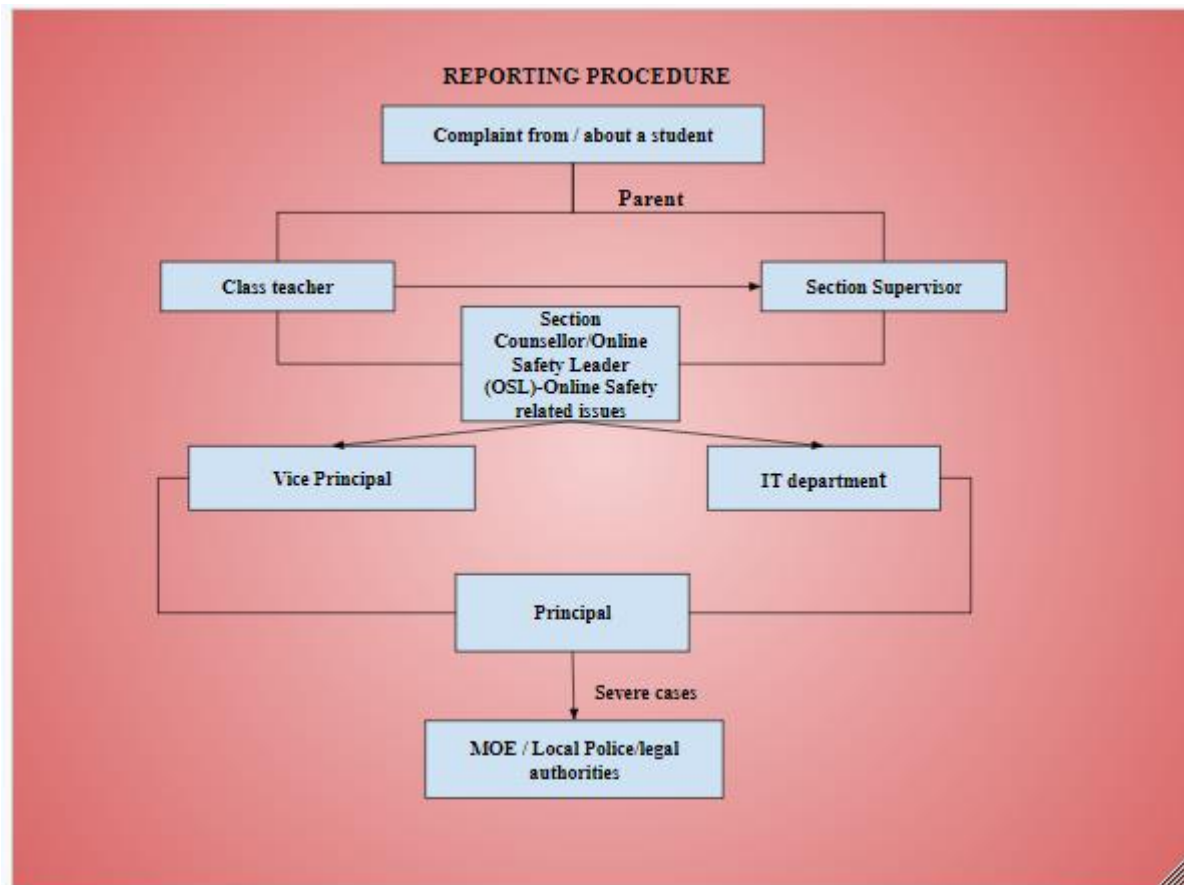 REPORTING PROCEDURE
Complaint from / about a student
Parent
Class teacher
Section Supervisor
Section
Counsellor/Online
Safety Leader
(OSL)-Online Safety
related issues
Vice Principal
IT department
Principal
Severe cases
MOE / Local Police/legal
authorities